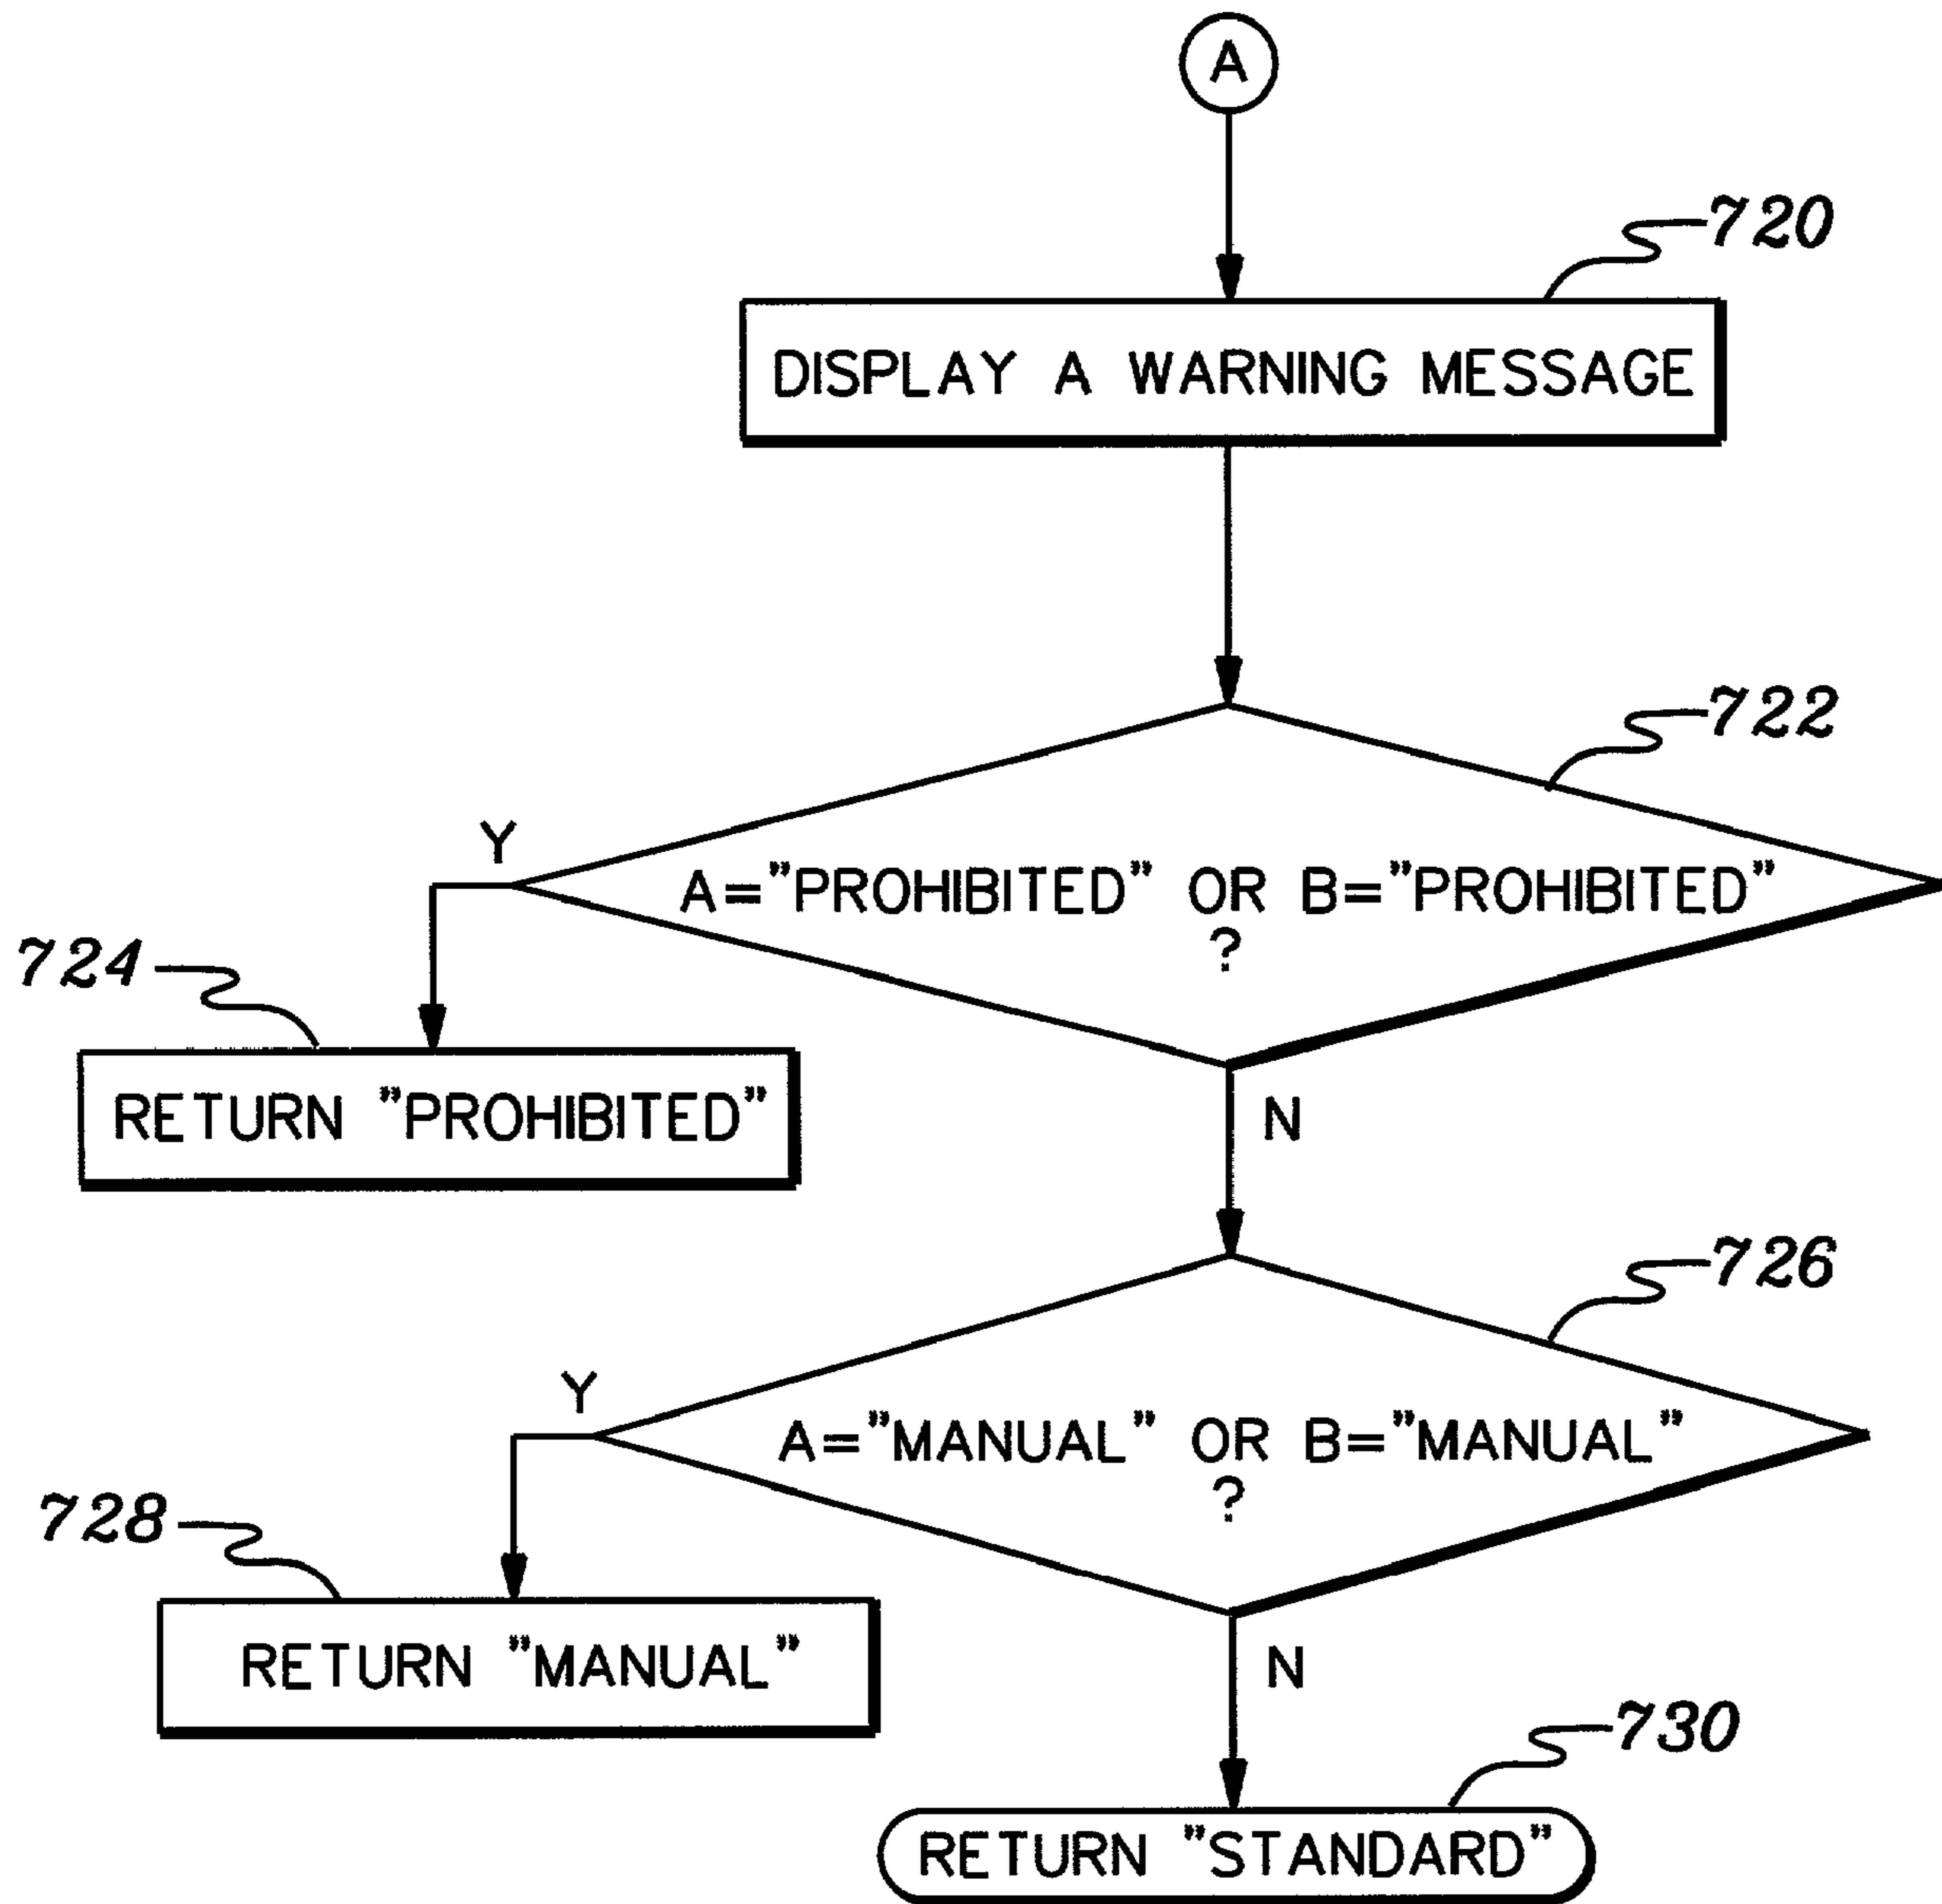 A
720
DISPLAY A WARNING MESSAGE
722
Y
A="PROHIBITED" OR B="PROHIBITED"
?
724
RETURN "PROHIBITED"
N
726
Y
A="MANUAL" OR B="MANUAL"
?
728
RETURN "MANUAL"
N
730
RETURN "STANDARD"